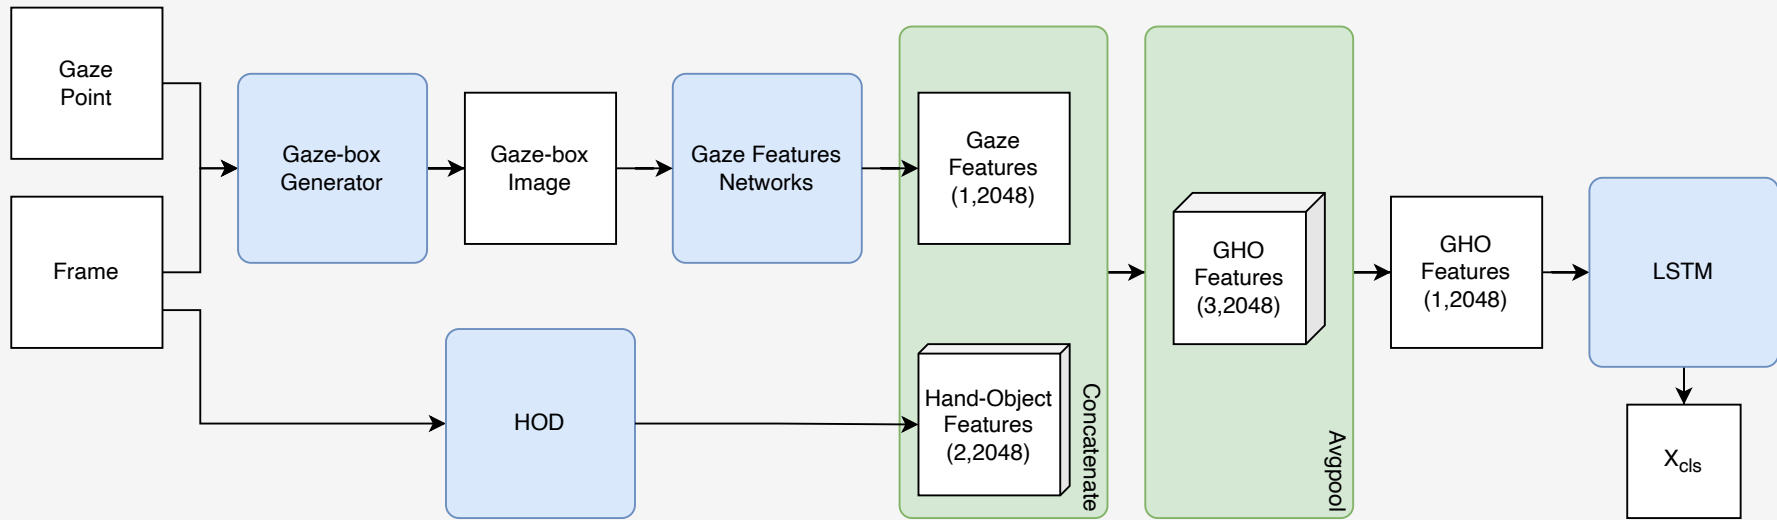 Gaze
Point
Frame
Gaze-box
Generator
Gaze-box
Image
Gaze Features
Networks
HOD
Gaze
Features
(1,2048)
Hand-Object
Features
(2,2048)
Concatenate
GHO
Features
(3,2048)
Avgpool
GHO
Features
(1,2048)
LSTM
Xcls